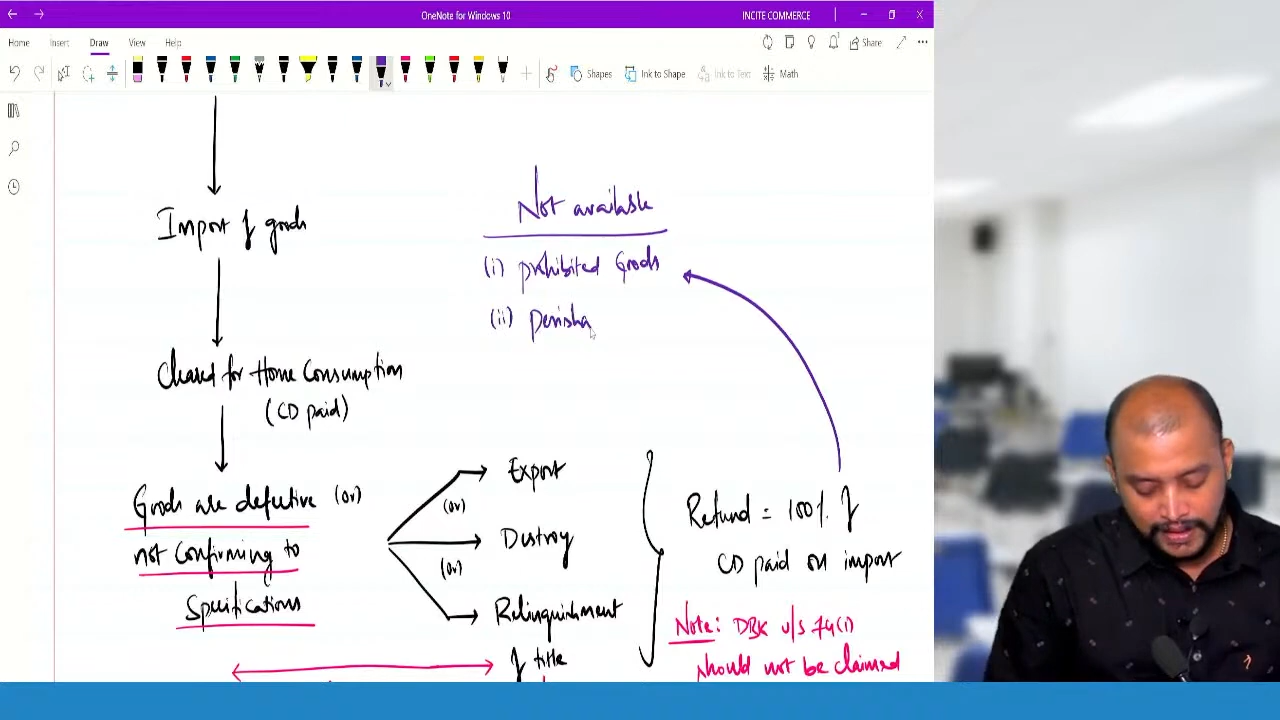 OneNote for Windows 10
INCITE COMMERCE
Home Insert Draw View Help
Share
Shapes
Ink to Shape
Ink to Text
Math
Import of goods
Cleared for Home Consumption
(CD paid)
Goods are defective (or)
not Confirming to
Specifications
Not available
(i) prohibited Goods
(ii) perisha
Export
(or)
Destroy
(or)
Relinquishment
of title
Refund = 100% of
CD paid on import
Note: DBK u/s 74(1)
should not be claimed